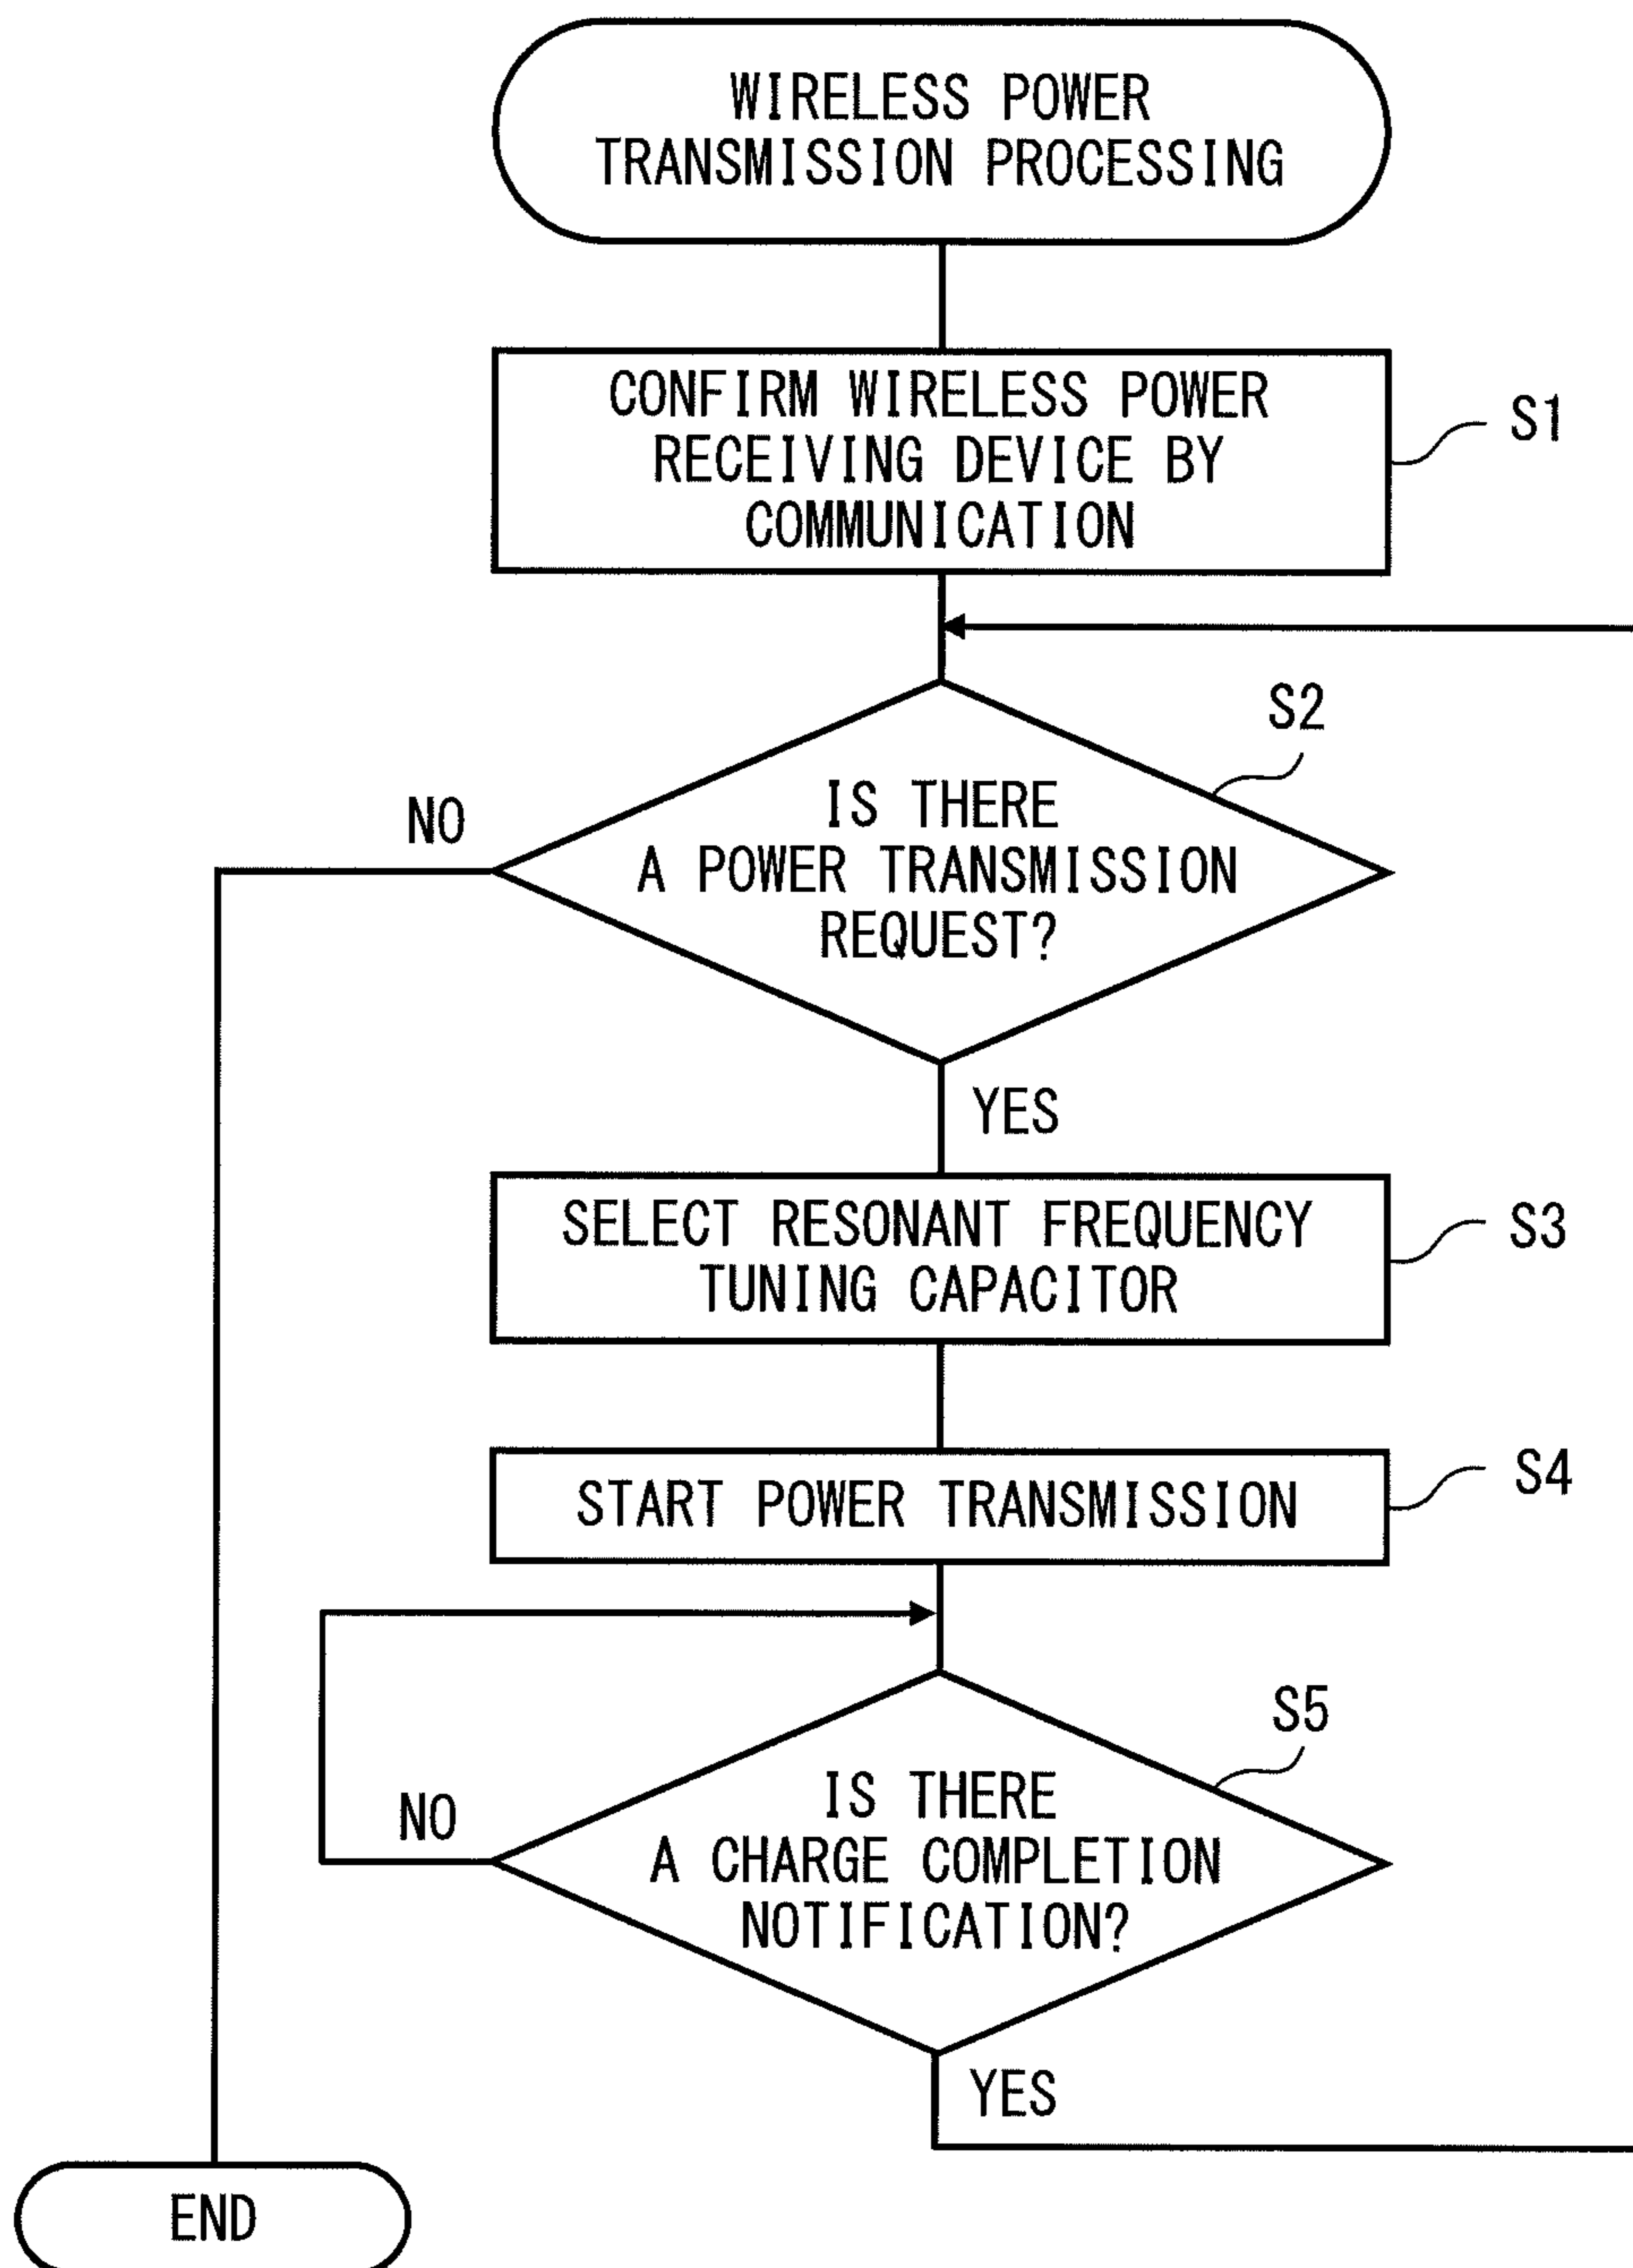 WIRELESS POWER
TRANSMISSION PROCESSING
CONFIRM WIRELESS POWER
RECEIVING DEVICE BY
COMMUNICATION
S1
S2
IS THERE
A POWER TRANSMISSION
REQUEST?
NO
YES
SELECT RESONANT FREQUENCY
TUNING CAPACITOR
S3
START POWER TRANSMISSION
S4
S5
IS THERE
A CHARGE COMPLETION
NOTIFICATION?
NO
YES
END